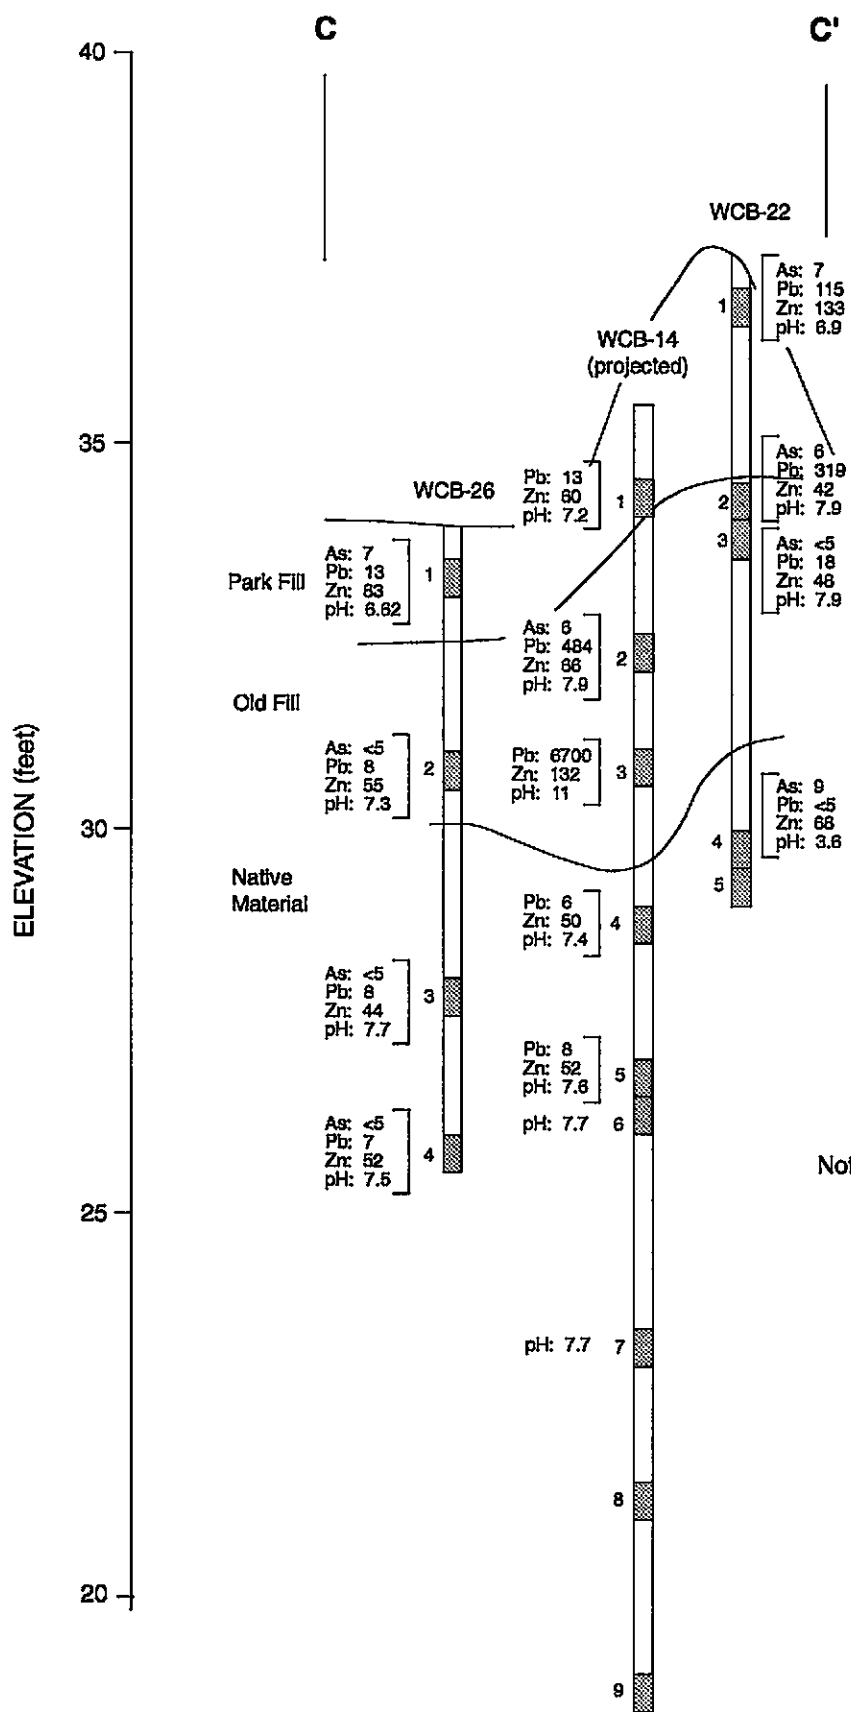 C
C'
40
WCB-22
As: 7
Pb: 115
Zn: 133
pH: 6.9
1
WCB-14
(projected)
35
As: 6
Pb: 319
Zn: 42
pH: 7.9
2
Pb: 13
Zn: 60
pH: 7.2
1
WCB-26
3
As: <5
Pb: 18
Zn: 48
pH: 7.9
Park Fill
As: 7
Pb: 13
Zn: 83
pH: 6.62
1
As: 6
Pb: 484
Zn: 66
pH: 7.9
2
Old Fill
As: <5
Pb: 8
Zn: 55
pH: 7.3
2
Pb: 6700
Zn: 132
pH: 11
3
ELEVATION (feet)
30
As: 9
Pb: <5
Zn: 68
pH: 3.6
4
5
Native
Material
Pb: 6
Zn: 50
pH: 7.4
4
As: <5
Pb: 8
Zn: 44
pH: 7.7
3
Pb: 8
Zn: 52
pH: 7.6
5
pH: 7.7 6
As: <5
Pb: 7
Zn: 52
pH: 7.5
4
25
pH: 7.7 7
8
20
9